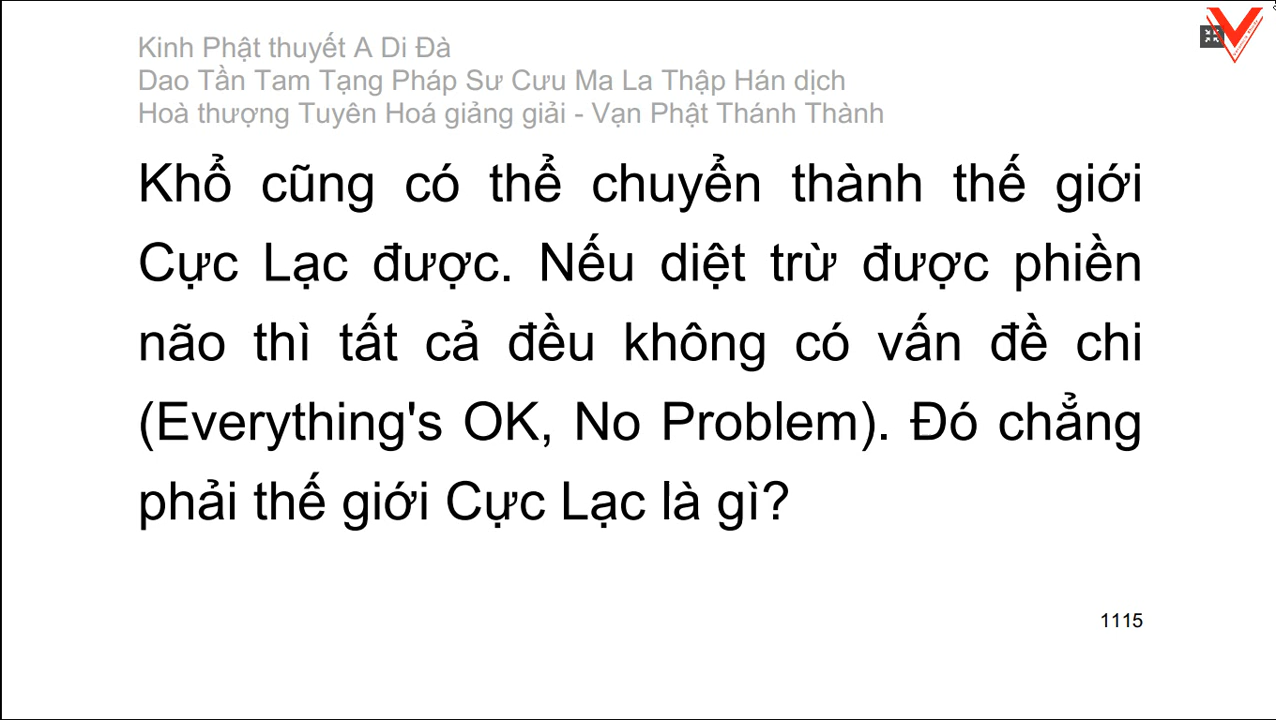 Kinh Phật thuyết A Di Đà
Dao Tần Tam Tạng Pháp Sư Cưu Ma La Thập Hán dịch
Hoà thượng Tuyên Hoá giảng giải - Vạn Phật Thánh Thành
Khổ cũng có thể chuyển thành thế giới
Cực Lạc được. Nếu diệt trừ được phiền
não thì tất cả đều không có vấn đề chi
(Everything's OK, No Problem). Đó chẳng
phải thế giới Cực Lạc là gì?
1115